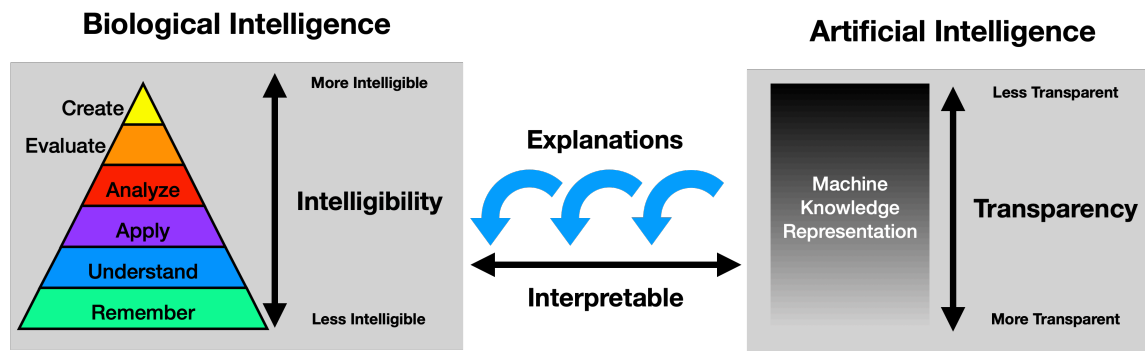 Biological Intelligence
Create
Evaluate
Analyze
Apply
Understand
Remember
More Intelligible
Intelligibility
Less Intelligible
Explanations
Interpretable
Artificial Intelligence
Machine
Knowledge
Representation
Less Transparent
Transparency
More Transparent